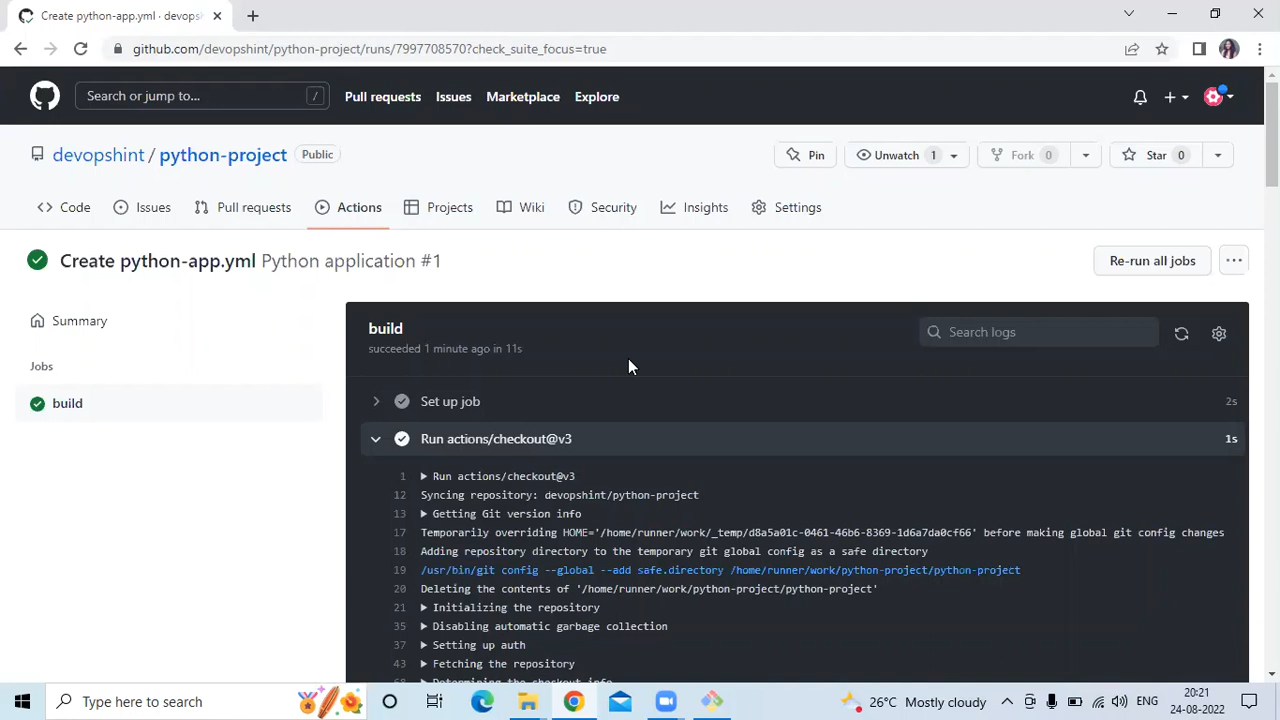 Create python-app.yml · devopsh
github.com/devopshint/python-project/runs/7997708570?check_suite_focus=true
Search or jump to... /
Pull requests Issues Marketplace Explore
devopshint / python-project Public
Pin Unwatch 1 Fork 0 Star 0
Code Issues Pull requests Actions Projects Wiki Security Insights Settings
Create python-app.yml Python application #1
Re-run all jobs
Summary
Jobs
build
build
succeeded 1 minute ago in 11s
Search logs
Set up job 2s
Run actions/checkout@v3 1s
1 Run actions/checkout@v3
12 Syncing repository: devopshint/python-project
13 Getting Git version info
17 Temporarily overriding HOME='/home/runner/work/_temp/d8a5a01c-0461-46b6-8369-1d6a7da0cf66' before making global git config changes
18 Adding repository directory to the temporary git global config as a safe directory
19 /usr/bin/git config --global --add safe.directory /home/runner/work/python-project/python-project
20 Deleting the contents of '/home/runner/work/python-project/python-project'
21 Initializing the repository
35 Disabling automatic garbage collection
37 Setting up auth
43 Fetching the repository
68 Determining the checkout info
Type here to search
26°C Mostly cloudy
ENG
20:21
24-08-2022